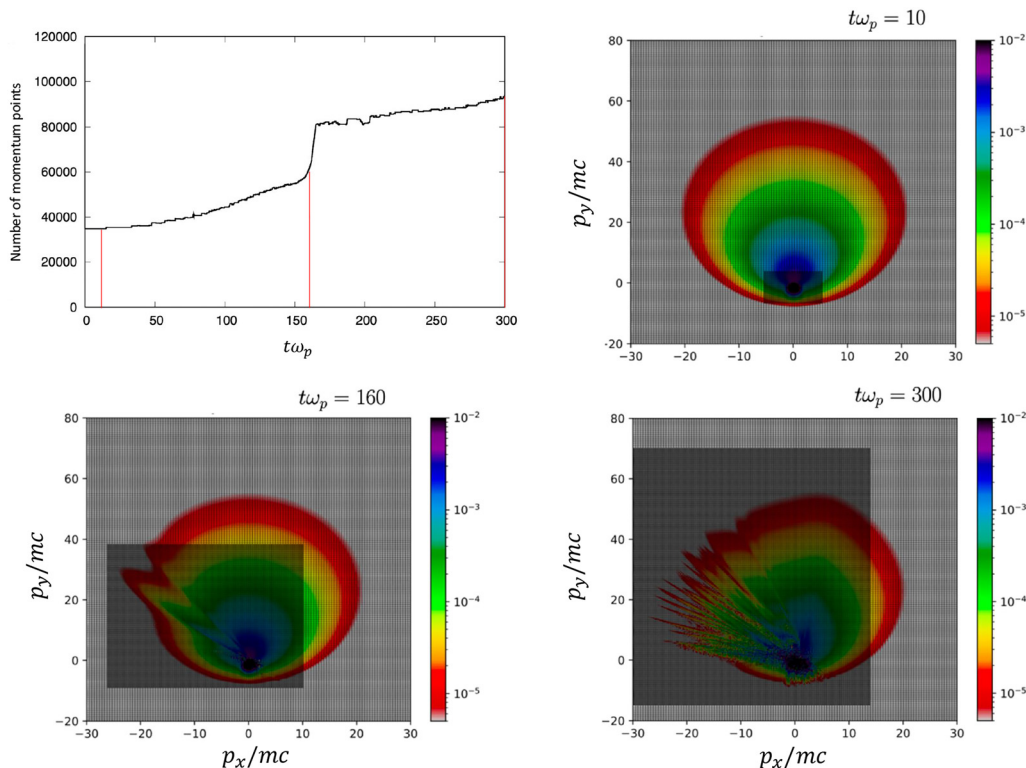 120000
100000
80000
60000
40000
20000
0
Number of momentum points
0 50 100 150 200 250 300
tω_p
tω_p = 10
80
60
40
20
0
-20
p_y/mc
−30 −20 −10 0 10 20 30
10^−2
10^−3
10^−4
10^−5
tω_p = 160
80
60
40
20
0
−20
p_y/mc
−30 −20 −10 0 10 20 30
p_x/mc
10^−2
10^−3
10^−4
10^−5
tω_p = 300
80
60
40
20
0
−20
p_y/mc
−30 −20 −10 0 10 20 30
p_x/mc
10^−2
10^−3
10^−4
10^−5